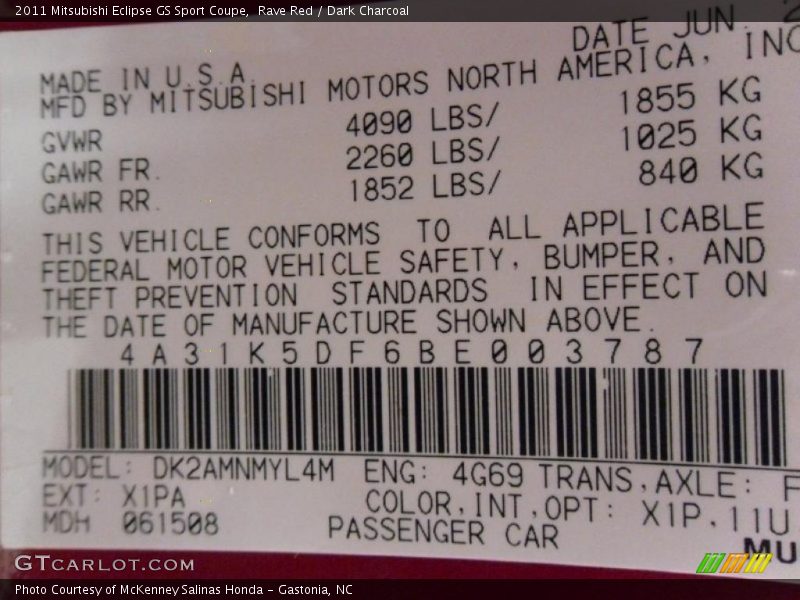 2011 Mitsubishi Eclipse GS Sport Coupe, Rave Red / Dark Charcoal
DATE JUN.
MADE IN U.S.A.
MFD BY MITSUBISHI MOTORS NORTH AMERICA, INC
GVWR 4090 LBS/ 1855 KG
GAWR FR. 2260 LBS/ 1025 KG
GAWR RR. 1852 LBS/ 840 KG
THIS VEHICLE CONFORMS TO ALL APPLICABLE
FEDERAL MOTOR VEHICLE SAFETY, BUMPER, AND
THEFT PREVENTION STANDARDS IN EFFECT ON
THE DATE OF MANUFACTURE SHOWN ABOVE.
4A31K5DF6BE003787
MODEL: DK2AMNMYL4M ENG: 4G69 TRANS,AXLE: F
EXT: X1PA COLOR,INT,OPT: X1P,11U
MDH 061508 PASSENGER CAR
MU
GTCARLOT.COM
Photo Courtesy of McKenney Salinas Honda - Gastonia, NC